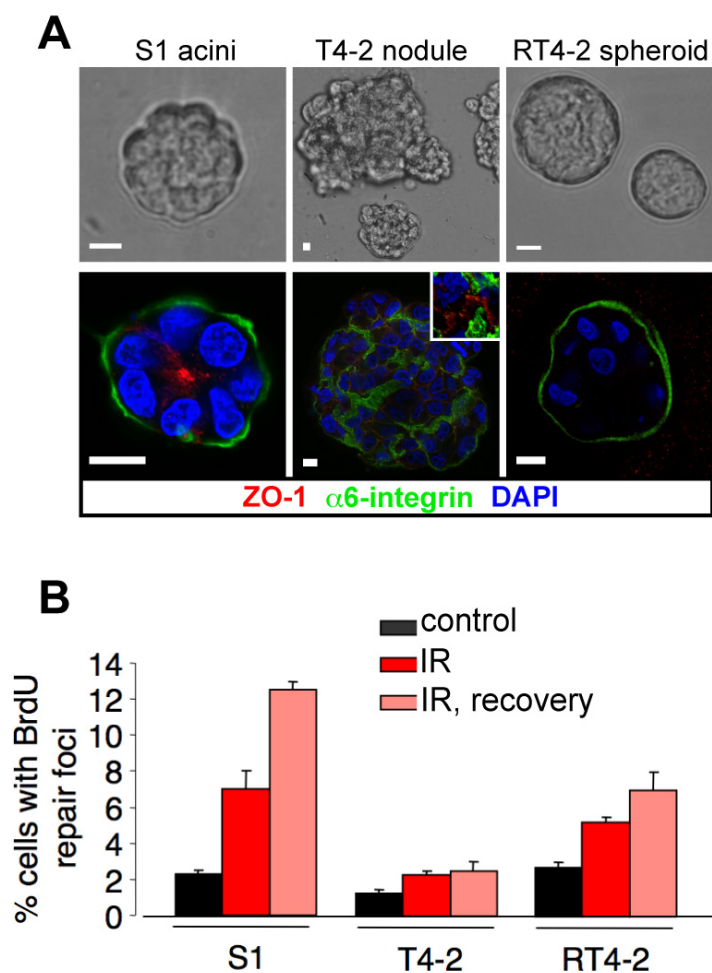 A
S1 acini T4-2 nodule RT4-2 spheroid
ZO-1 α6-integrin DAPI
B
control
IR
IR, recovery
% cells with BrdU
repair foci
14
12
10
8
6
4
2
0
S1 T4-2 RT4-2